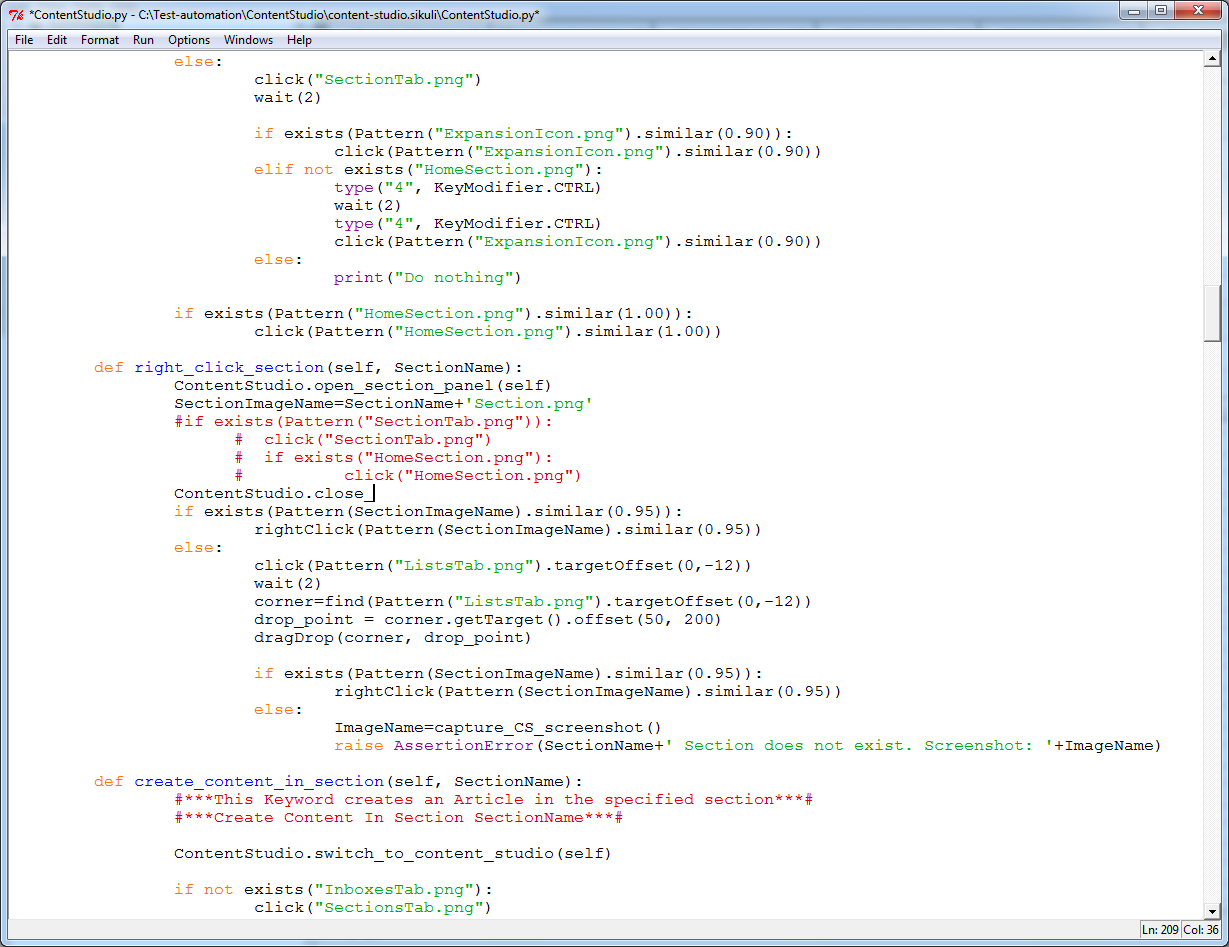 *ContentStudio.py - C:\Test-automation\ContentStudio\content-studio.sikuli\ContentStudio.py*
File Edit Format Run Options Windows Help
else:
click("SectionTab.png")
wait(2)
if exists(Pattern("ExpansionIcon.png").similar(0.90)):
click(Pattern("ExpansionIcon.png").similar(0.90))
elif not exists("HomeSection.png"):
type("4", KeyModifier.CTRL)
wait(2)
type("4", KeyModifier.CTRL)
click(Pattern("ExpansionIcon.png").similar(0.90))
else:
print("Do nothing")
if exists(Pattern("HomeSection.png").similar(1.00)):
click(Pattern("HomeSection.png").similar(1.00))
def right_click_section(self, SectionName):
ContentStudio.open_section_panel(self)
SectionImageName=SectionName+'Section.png'
#if exists(Pattern("SectionTab.png")):
# click("SectionTab.png")
# if exists("HomeSection.png"):
# click("HomeSection.png")
ContentStudio.close_
if exists(Pattern(SectionImageName).similar(0.95)):
rightClick(Pattern(SectionImageName).similar(0.95))
else:
click(Pattern("ListsTab.png").targetOffset(0,-12))
wait(2)
corner=find(Pattern("ListsTab.png").targetOffset(0,-12))
drop_point = corner.getTarget().offset(50, 200)
dragDrop(corner, drop_point)
if exists(Pattern(SectionImageName).similar(0.95)):
rightClick(Pattern(SectionImageName).similar(0.95))
else:
ImageName=capture_CS_screenshot()
raise AssertionError(SectionName+' Section does not exist. Screenshot: '+ImageName)
def create_content_in_section(self, SectionName):
#***This Keyword creates an Article in the specified section***#
#***Create Content In Section SectionName***#
ContentStudio.switch_to_content_studio(self)
if not exists("InboxesTab.png"):
click("SectionsTab.png")
Ln: 209 Col: 36